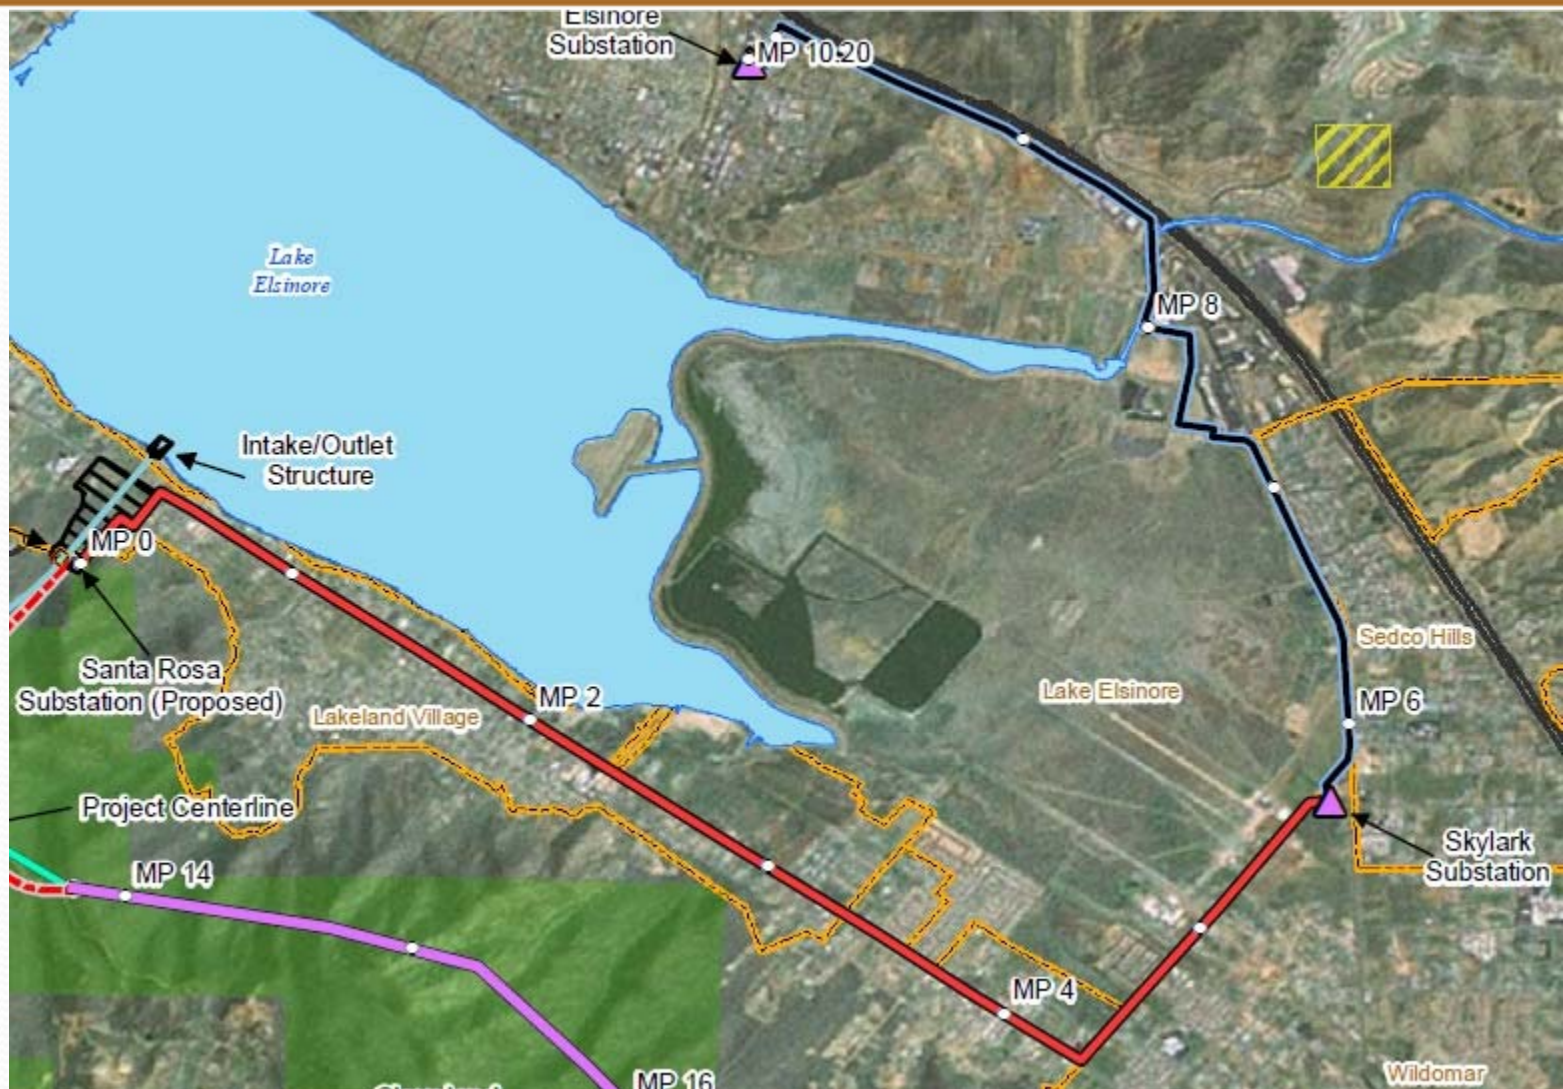 Elsinore
Substation
MP 10.20
Lake
Elsinore
MP 8
Intake/Outlet
Structure
MP 0
Sedco Hills
Santa Rosa
Substation (Proposed)
Lakeland Village
MP 2
Lake Elsinore
MP 6
Project Centerline
Skylark
Substation
MP 14
MP 4
Wildomar
MP 16